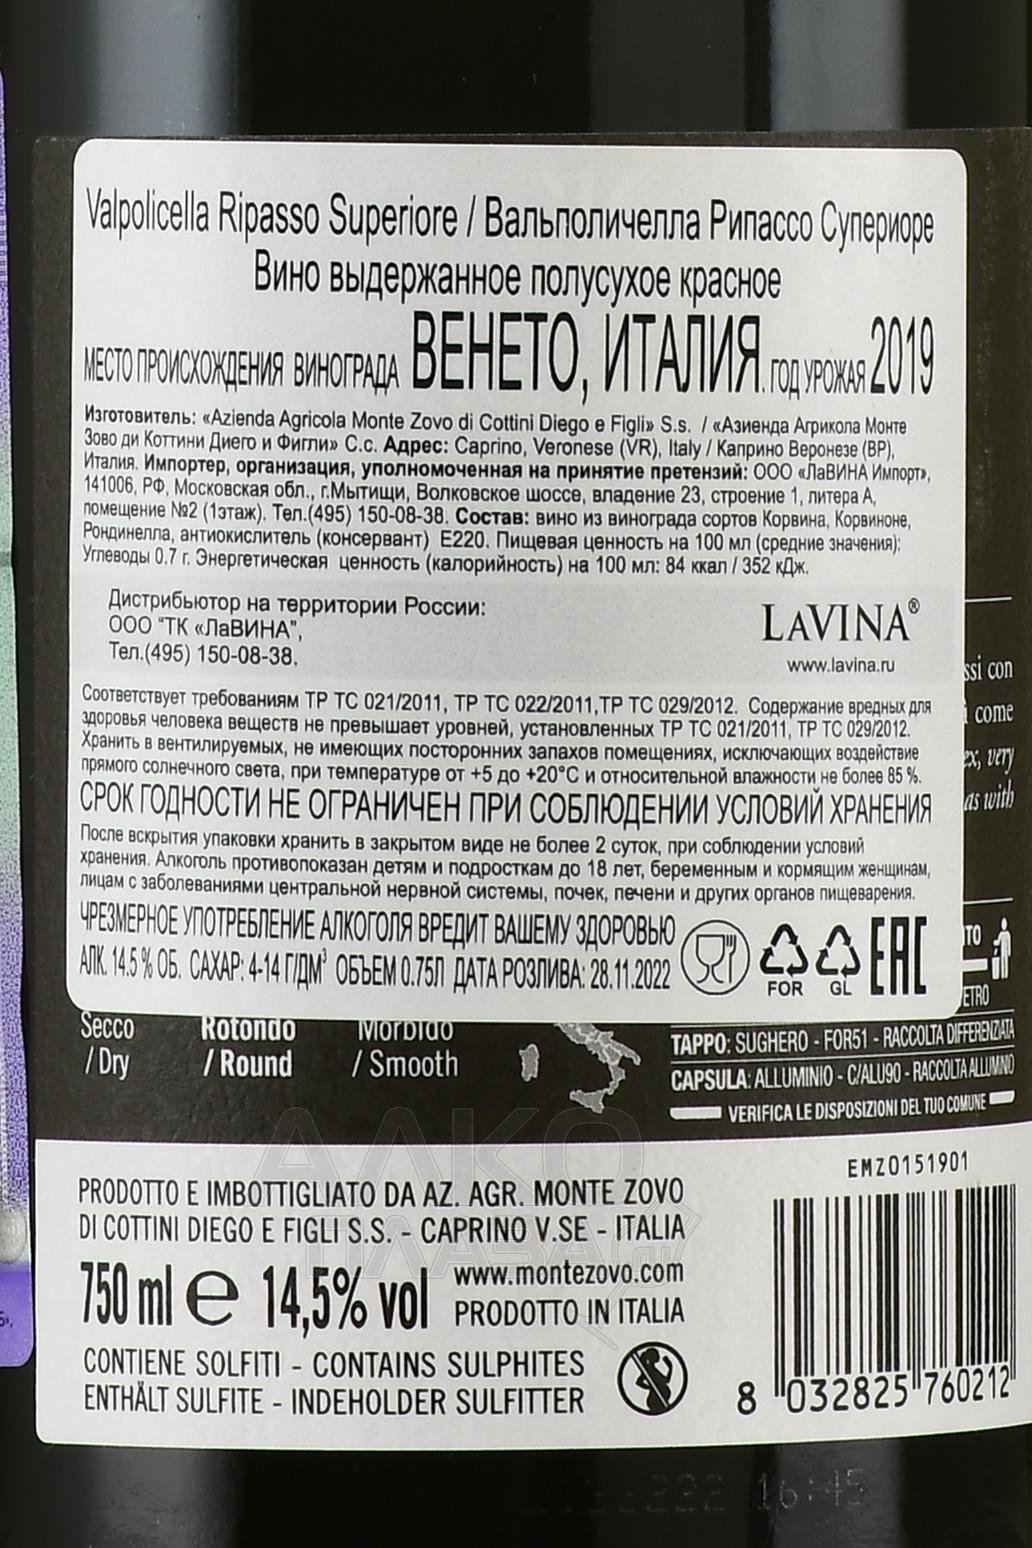 Valpolicella Ripasso Superiore / Вальполичелла Рипассо Супериоре
Вино выдержанное полусухое красное
МЕСТО ПРОИСХОЖДЕНИЯ ВИНОГРАДА ВЕНЕТО, ИТАЛИЯ. ГОД УРОЖАЯ 2019
Изготовитель: «Azienda Agricola Monte Zovo di Cottini Diego e Figli» S.s. / «Азиенда Агрикола Монте
Зово ди Коттини Диего и Фигли» С.с. Адрес: Caprino, Veronese (VR), Italy / Каприно Веронезе (ВР),
Италия. Импортер, организация, уполномоченная на принятие претензий: ООО «ЛаВИНА Импорт»,
141006, РФ, Московская обл., г.Мытищи, Волковское шоссе, владение 23, строение 1, литера А,
помещение №2 (1этаж). Тел.(495) 150-08-38. Состав: вино из винограда сортов Корвина, Корвиноне,
Рондинелла, антиокислитель (консервант) Е220. Пищевая ценность на 100 мл (средние значения):
Углеводы 0.7 г. Энергетическая ценность (калорийность) на 100 мл: 84 ккал / 352 кДж.
Дистрибьютор на территории России:
ООО "ТК «ЛаВИНА",
Тел.(495) 150-08-38.
LAVINA®
www.lavina.ru
Соответствует требованиям ТР ТС 021/2011, ТР ТС 022/2011,ТР ТС 029/2012. Содержание вредных для
здоровья человека веществ не превышает уровней, установленных ТР ТС 021/2011, ТР ТС 029/2012.
Хранить в вентилируемых, не имеющих посторонних запахов помещениях, исключающих воздействие
прямого солнечного света, при температуре от +5 до +20°С и относительной влажности не более 85 %.
СРОК ГОДНОСТИ НЕ ОГРАНИЧЕН ПРИ СОБЛЮДЕНИИ УСЛОВИЙ ХРАНЕНИЯ
После вскрытия упаковки хранить в закрытом виде не более 2 суток, при соблюдении условий
хранения. Алкоголь противопоказан детям и подросткам до 18 лет, беременным и кормящим женщинам,
лицам с заболеваниями центральной нервной системы, почек, печени и других органов пищеварения.
ЧРЕЗМЕРНОЕ УПОТРЕБЛЕНИЕ АЛКОГОЛЯ ВРЕДИТ ВАШЕМУ ЗДОРОВЬЮ
АЛК. 14.5 % ОБ. САХАР: 4-14 Г/ДМ³ ОБЪЕМ 0.75Л ДАТА РОЗЛИВА: 28.11.2022
FOR GL EAC
ssi con
come
ex, very
as with
TO
ETRO
Secco
/ Dry
Rotondo
/ Round
Morbido
/ Smooth
TAPPO: SUGHERO - FOR51 - RACCOLTA DIFFERENZIATA
CAPSULA: ALLUMINIO - C/ALU90 - RACCOLTA ALLUMINIO
VERIFICA LE DISPOSIZIONI DEL TUO COMUNE
EMZ0151901
PRODOTTO E IMBOTTIGLIATO DA AZ. AGR. MONTE ZOVO
DI COTTINI DIEGO E FIGLI S.S. - CAPRINO V.SE - ITALIA
750 ml e 14,5% vol
www.montezovo.com
PRODOTTO IN ITALIA
CONTIENE SOLFITI - CONTAINS SULPHITES
ENTHÄLT SULFITE - INDEHOLDER SULFITTER
8 032825 760212
АЛКО
ПЛАЗА.ru
16:45